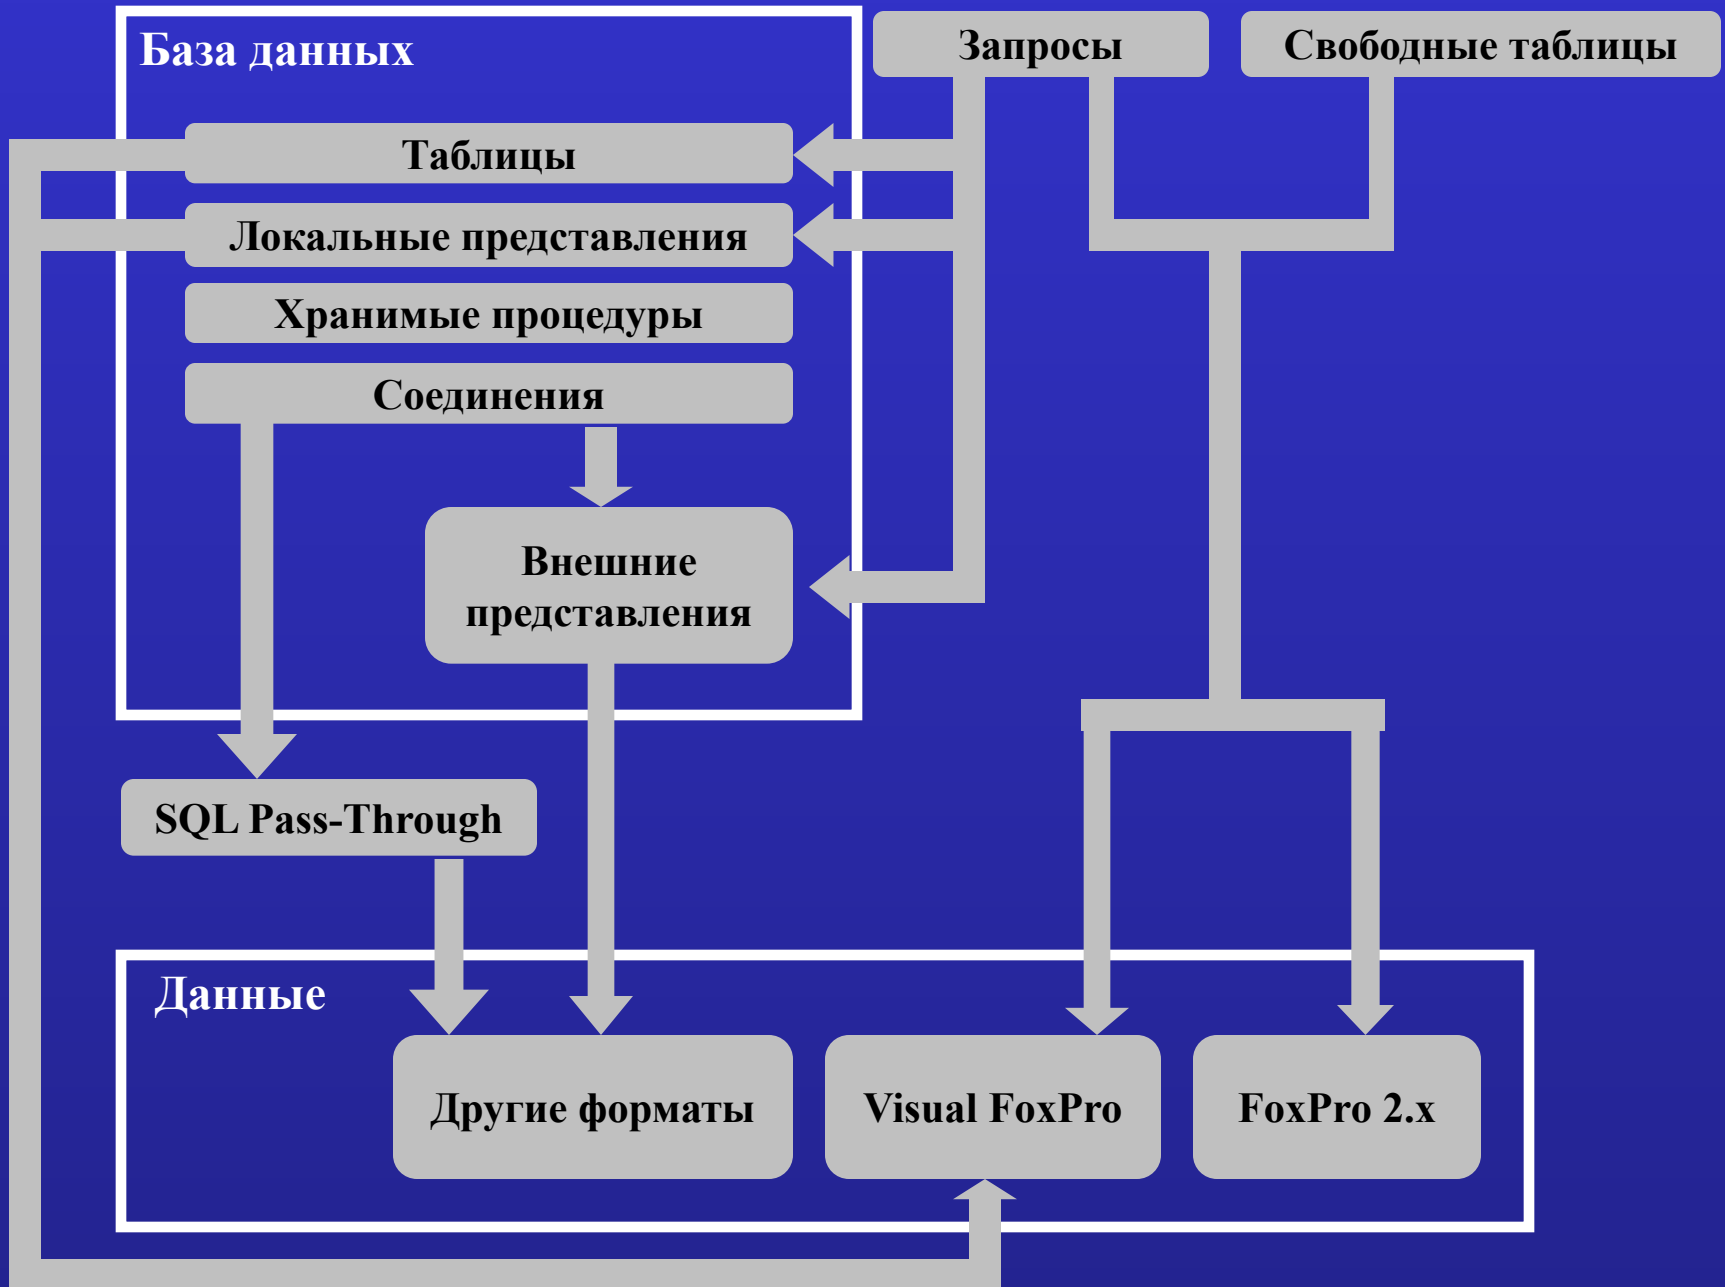 База данных
Запросы
Свободные таблицы
Таблицы
Локальные представления
Хранимые процедуры
Соединения
Внешние
представления
SQL Pass-Through
Данные
Другие форматы
Visual FoxPro
FoxPro 2.x